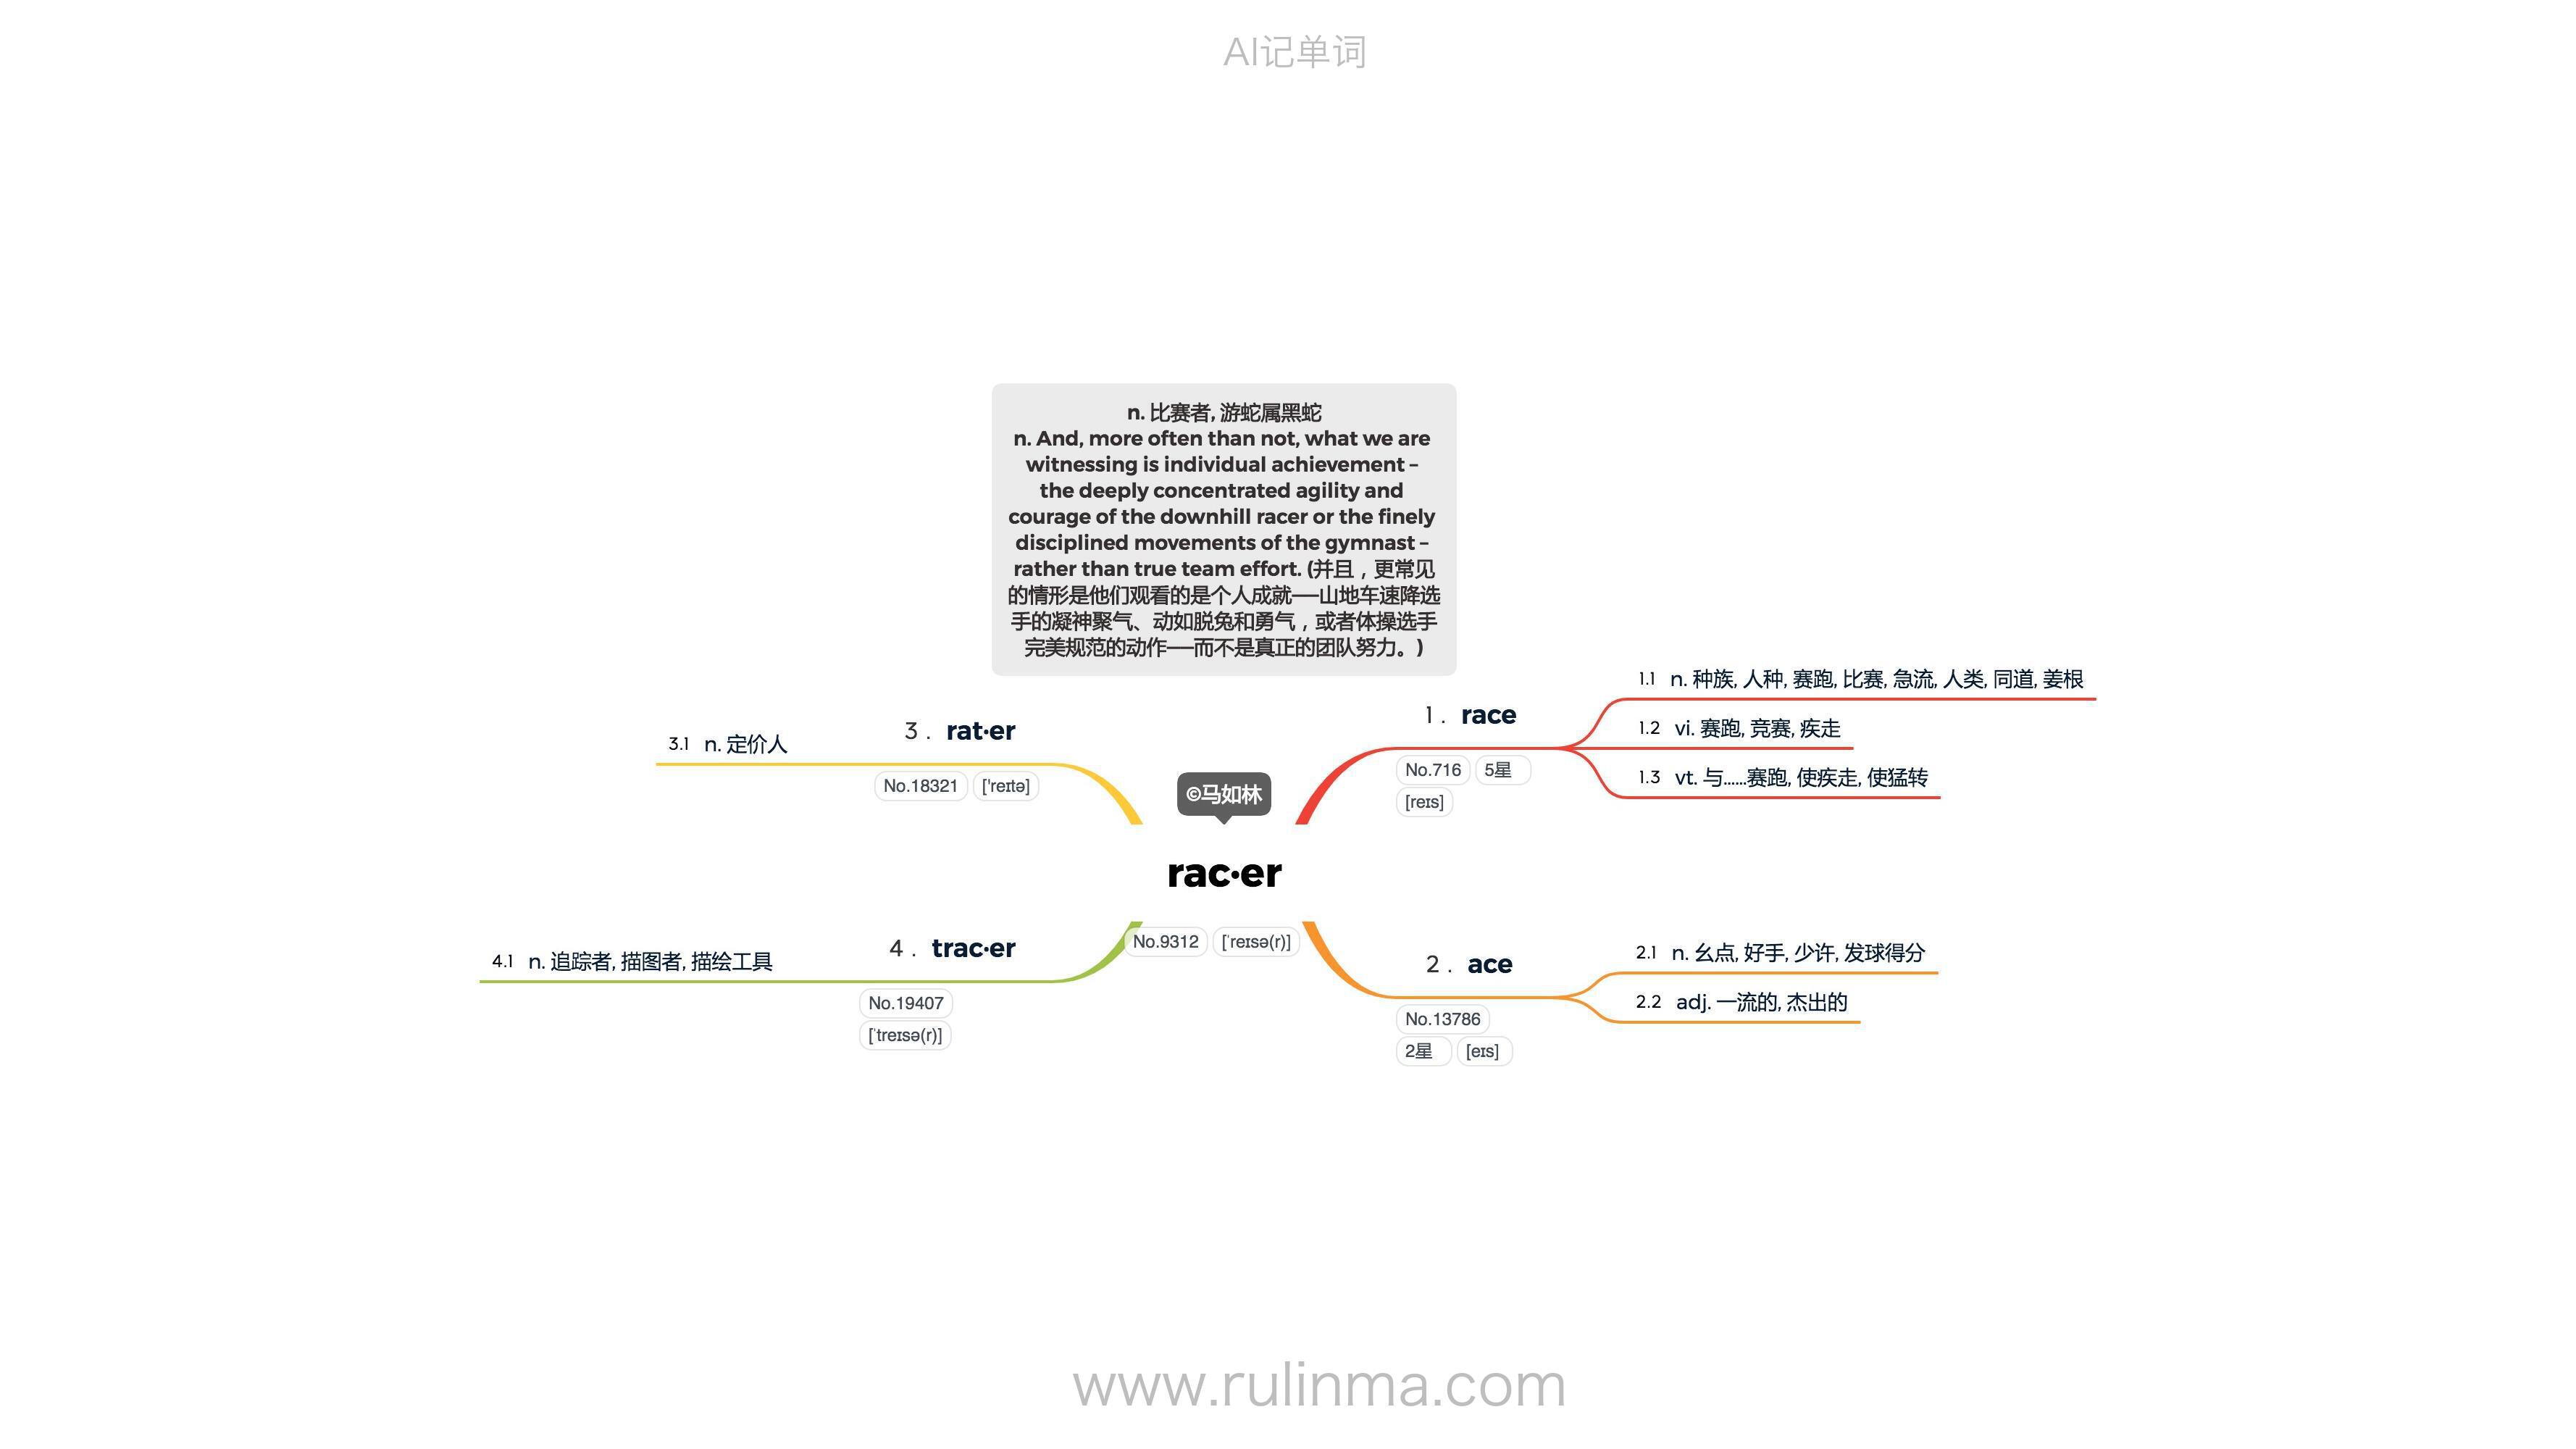 AI记单词
n. 比赛者, 游蛇属黑蛇
n. And, more often than not, what we are
witnessing is individual achievement –
the deeply concentrated agility and
courage of the downhill racer or the finely
disciplined movements of the gymnast –
rather than true team effort. (并且，更常见
的情形是他们观看的是个人成就──山地车速降选
手的凝神聚气、动如脱兔和勇气，或者体操选手
完美规范的动作──而不是真正的团队努力。)
©马如林
rac·er
No.9312 [ˈreɪsə(r)]
1 . race
No.716 5星
[reɪs]
1.1 n. 种族, 人种, 赛跑, 比赛, 急流, 人类, 同道, 姜根
1.2 vi. 赛跑, 竞赛, 疾走
1.3 vt. 与......赛跑, 使疾走, 使猛转
2 . ace
No.13786
2星 [eɪs]
2.1 n. 幺点, 好手, 少许, 发球得分
2.2 adj. 一流的, 杰出的
3 . rat·er
No.18321 ['reɪtə]
3.1 n. 定价人
4 . trac·er
No.19407
[ˈtreɪsə(r)]
4.1 n. 追踪者, 描图者, 描绘工具
www.rulinma.com